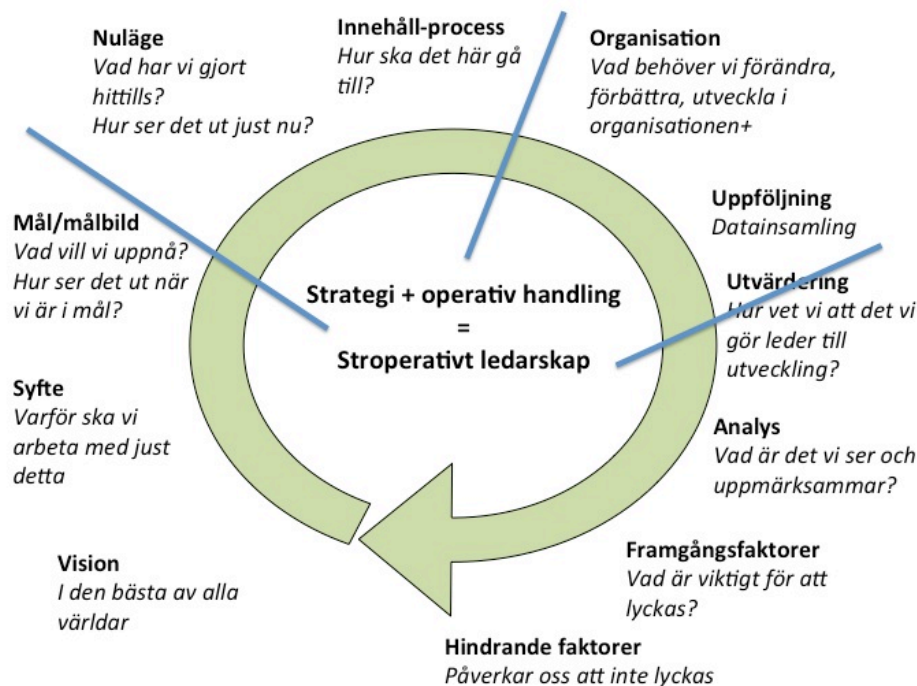 Nuläge
Vad har vi gjort
hittills?
Hur ser det ut just nu?
Innehåll-process
Hur ska det här gå
till?
Organisation
Vad behöver vi förändra,
förbättra, utveckla i
organisationen+
Uppföljning
Datainsamling
Utvärdering
Hur vet vi att det vi
gör leder till
utveckling?
Analys
Vad är det vi ser och
uppmärksammar?
Framgångsfaktorer
Vad är viktigt för att
lyckas?
Hindrande faktorer
Påverkar oss att inte lyckas
Vision
I den bästa av alla
världar
Syfte
Varför ska vi
arbeta med just
detta
Mål/målbild
Vad vill vi uppnå?
Hur ser det ut när
vi är i mål?
Strategi + operativ handling
=
Stroperativt ledarskap